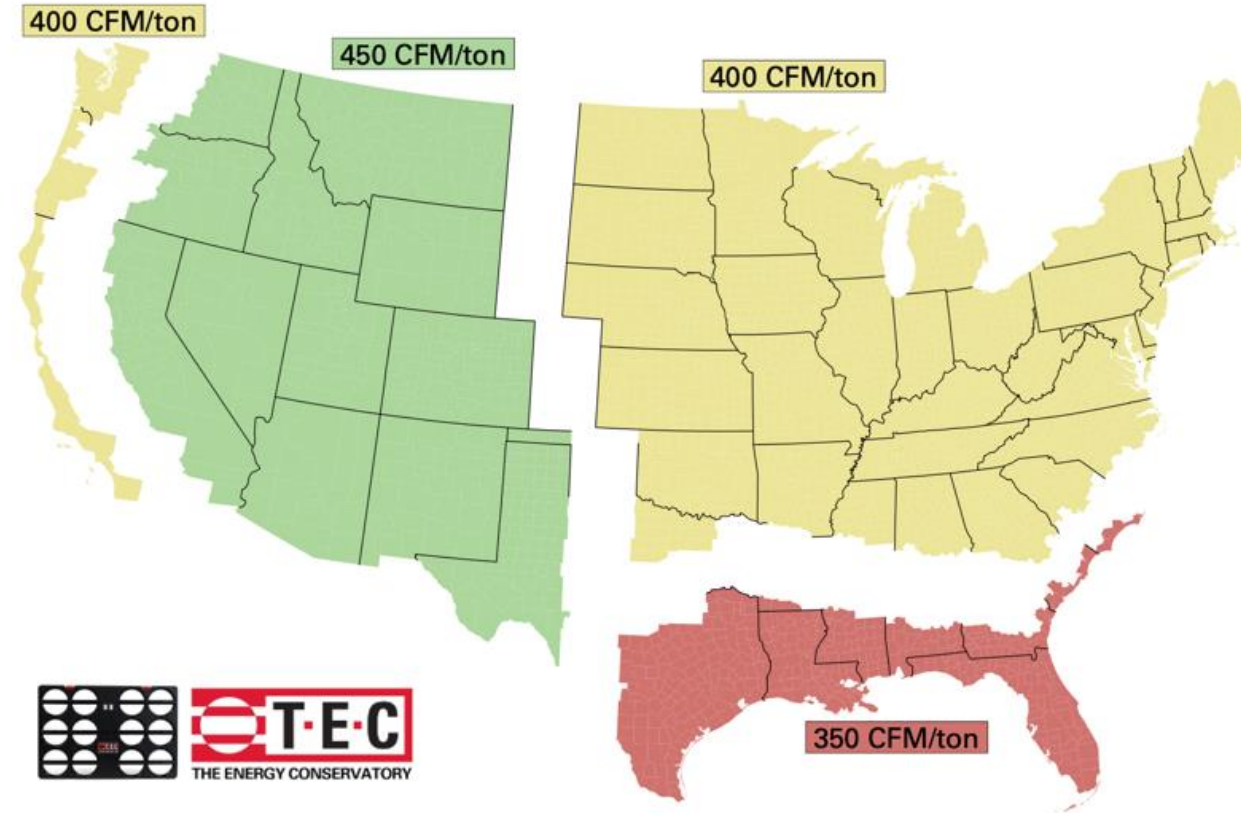 400 CFM/ton
450 CFM/ton
400 CFM/ton
350 CFM/ton
T·E·C
THE ENERGY CONSERVATORY